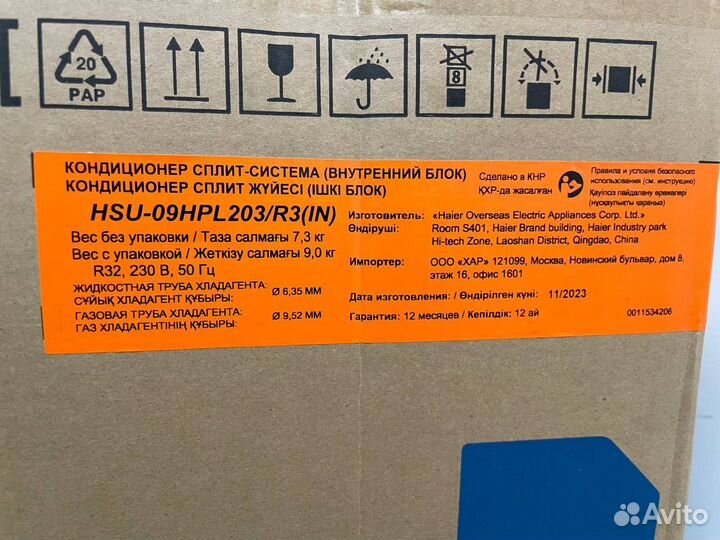 20
PAP
8
КОНДИЦИОНЕР СПЛИТ-СИСТЕМА (ВНУТРЕННИЙ БЛОК)
КОНДИЦИОНЕР СПЛИТ ЖҮЙЕСІ (ІШКІ БЛОК)
HSU-09HPL203/R3(IN)
Вес без упаковки / Таза салмағы 7,3 кг
Вес с упаковкой / Жеткізу салмағы 9,0 кг
R32, 230 В, 50 Гц
ЖИДКОСТНАЯ ТРУБА ХЛАДАГЕНТА:
СҰЙЫҚ ХЛАДАГЕНТ ҚҰБЫРЫ:
Ø 6,35 ММ
ГАЗОВАЯ ТРУБА ХЛАДАГЕНТА:
ГАЗ ХЛАДАГЕНТІНІҢ ҚҰБЫРЫ:
Ø 9,52 ММ
Сделано в КНР
ҚХР-да жасалған
Правила и условия безопасного
использования (см. инструкцию)
Қауіпсіз пайдалану ережелері
(нұсқаулықты қараңыз)
Изготовитель:
Өндіруші:
«Haier Overseas Electric Appliances Corp. Ltd.»
Room S401, Haier Brand building, Haier Industry park
Hi-tech Zone, Laoshan District, Qingdao, China
Импортер:
ООО «ХАР» 121099, Москва, Новинский бульвар, дом 8,
этаж 16, офис 1601
Дата изготовления: / Өндірілген күні: 11/2023
Гарантия: 12 месяцев / Кепілдік: 12 ай
0011534206
Avito